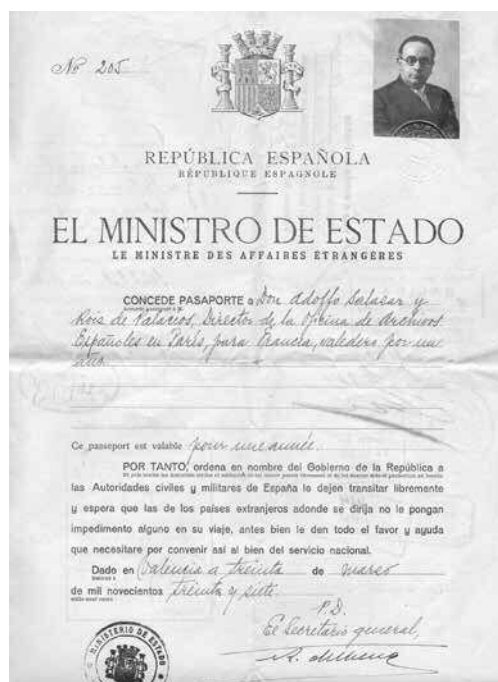 Nº 205
REPÚBLICA ESPAÑOLA
RÉPUBLIQUE ESPAGNOLE
EL MINISTRO DE ESTADO
LE MINISTRE DES AFFAIRES ÉTRANGÈRES
CONCEDE PASAPORTE a Don Adolfo Salazar y
Rois de Palacios, Director de la Oficina de Archivos
Españoles en París, para Francia, valedero por un
año.
Ce passeport est valable pour une année.
POR TANTO, ordena en nombre del Gobierno de la República a
las Autoridades civiles y militares de España le dejen transitar libremente
y espera que las de los países extranjeros adonde se dirija no le pongan
impedimento alguno en su viaje, antes bien le den todo el favor y ayuda
que necesitare por convenir así al bien del servicio nacional.
Dado en Valencia a treinta de marzo
de mil novecientos treinta y siete.
P.D.
El Secretario general,
MINISTERIO DE ESTADO